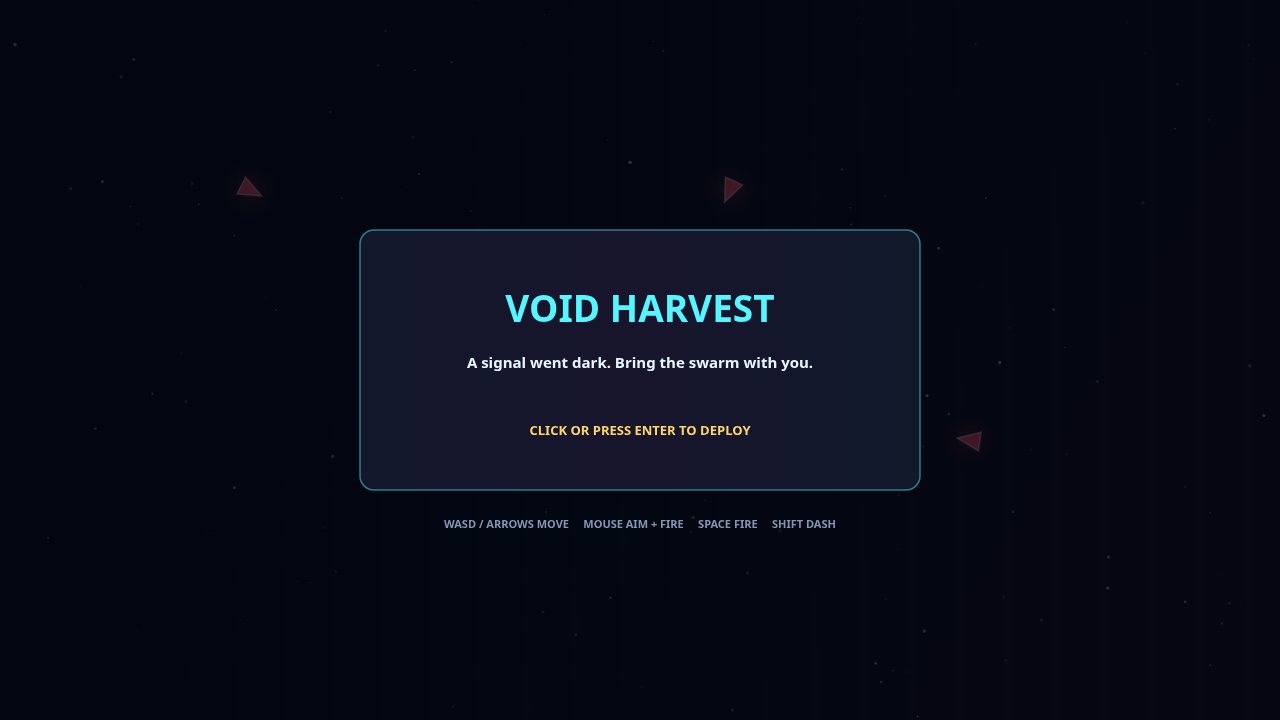 VOID HARVEST
A signal went dark. Bring the swarm with you.
CLICK OR PRESS ENTER TO DEPLOY
WASD / ARROWS MOVE    MOUSE AIM + FIRE    SPACE FIRE    SHIFT DASH